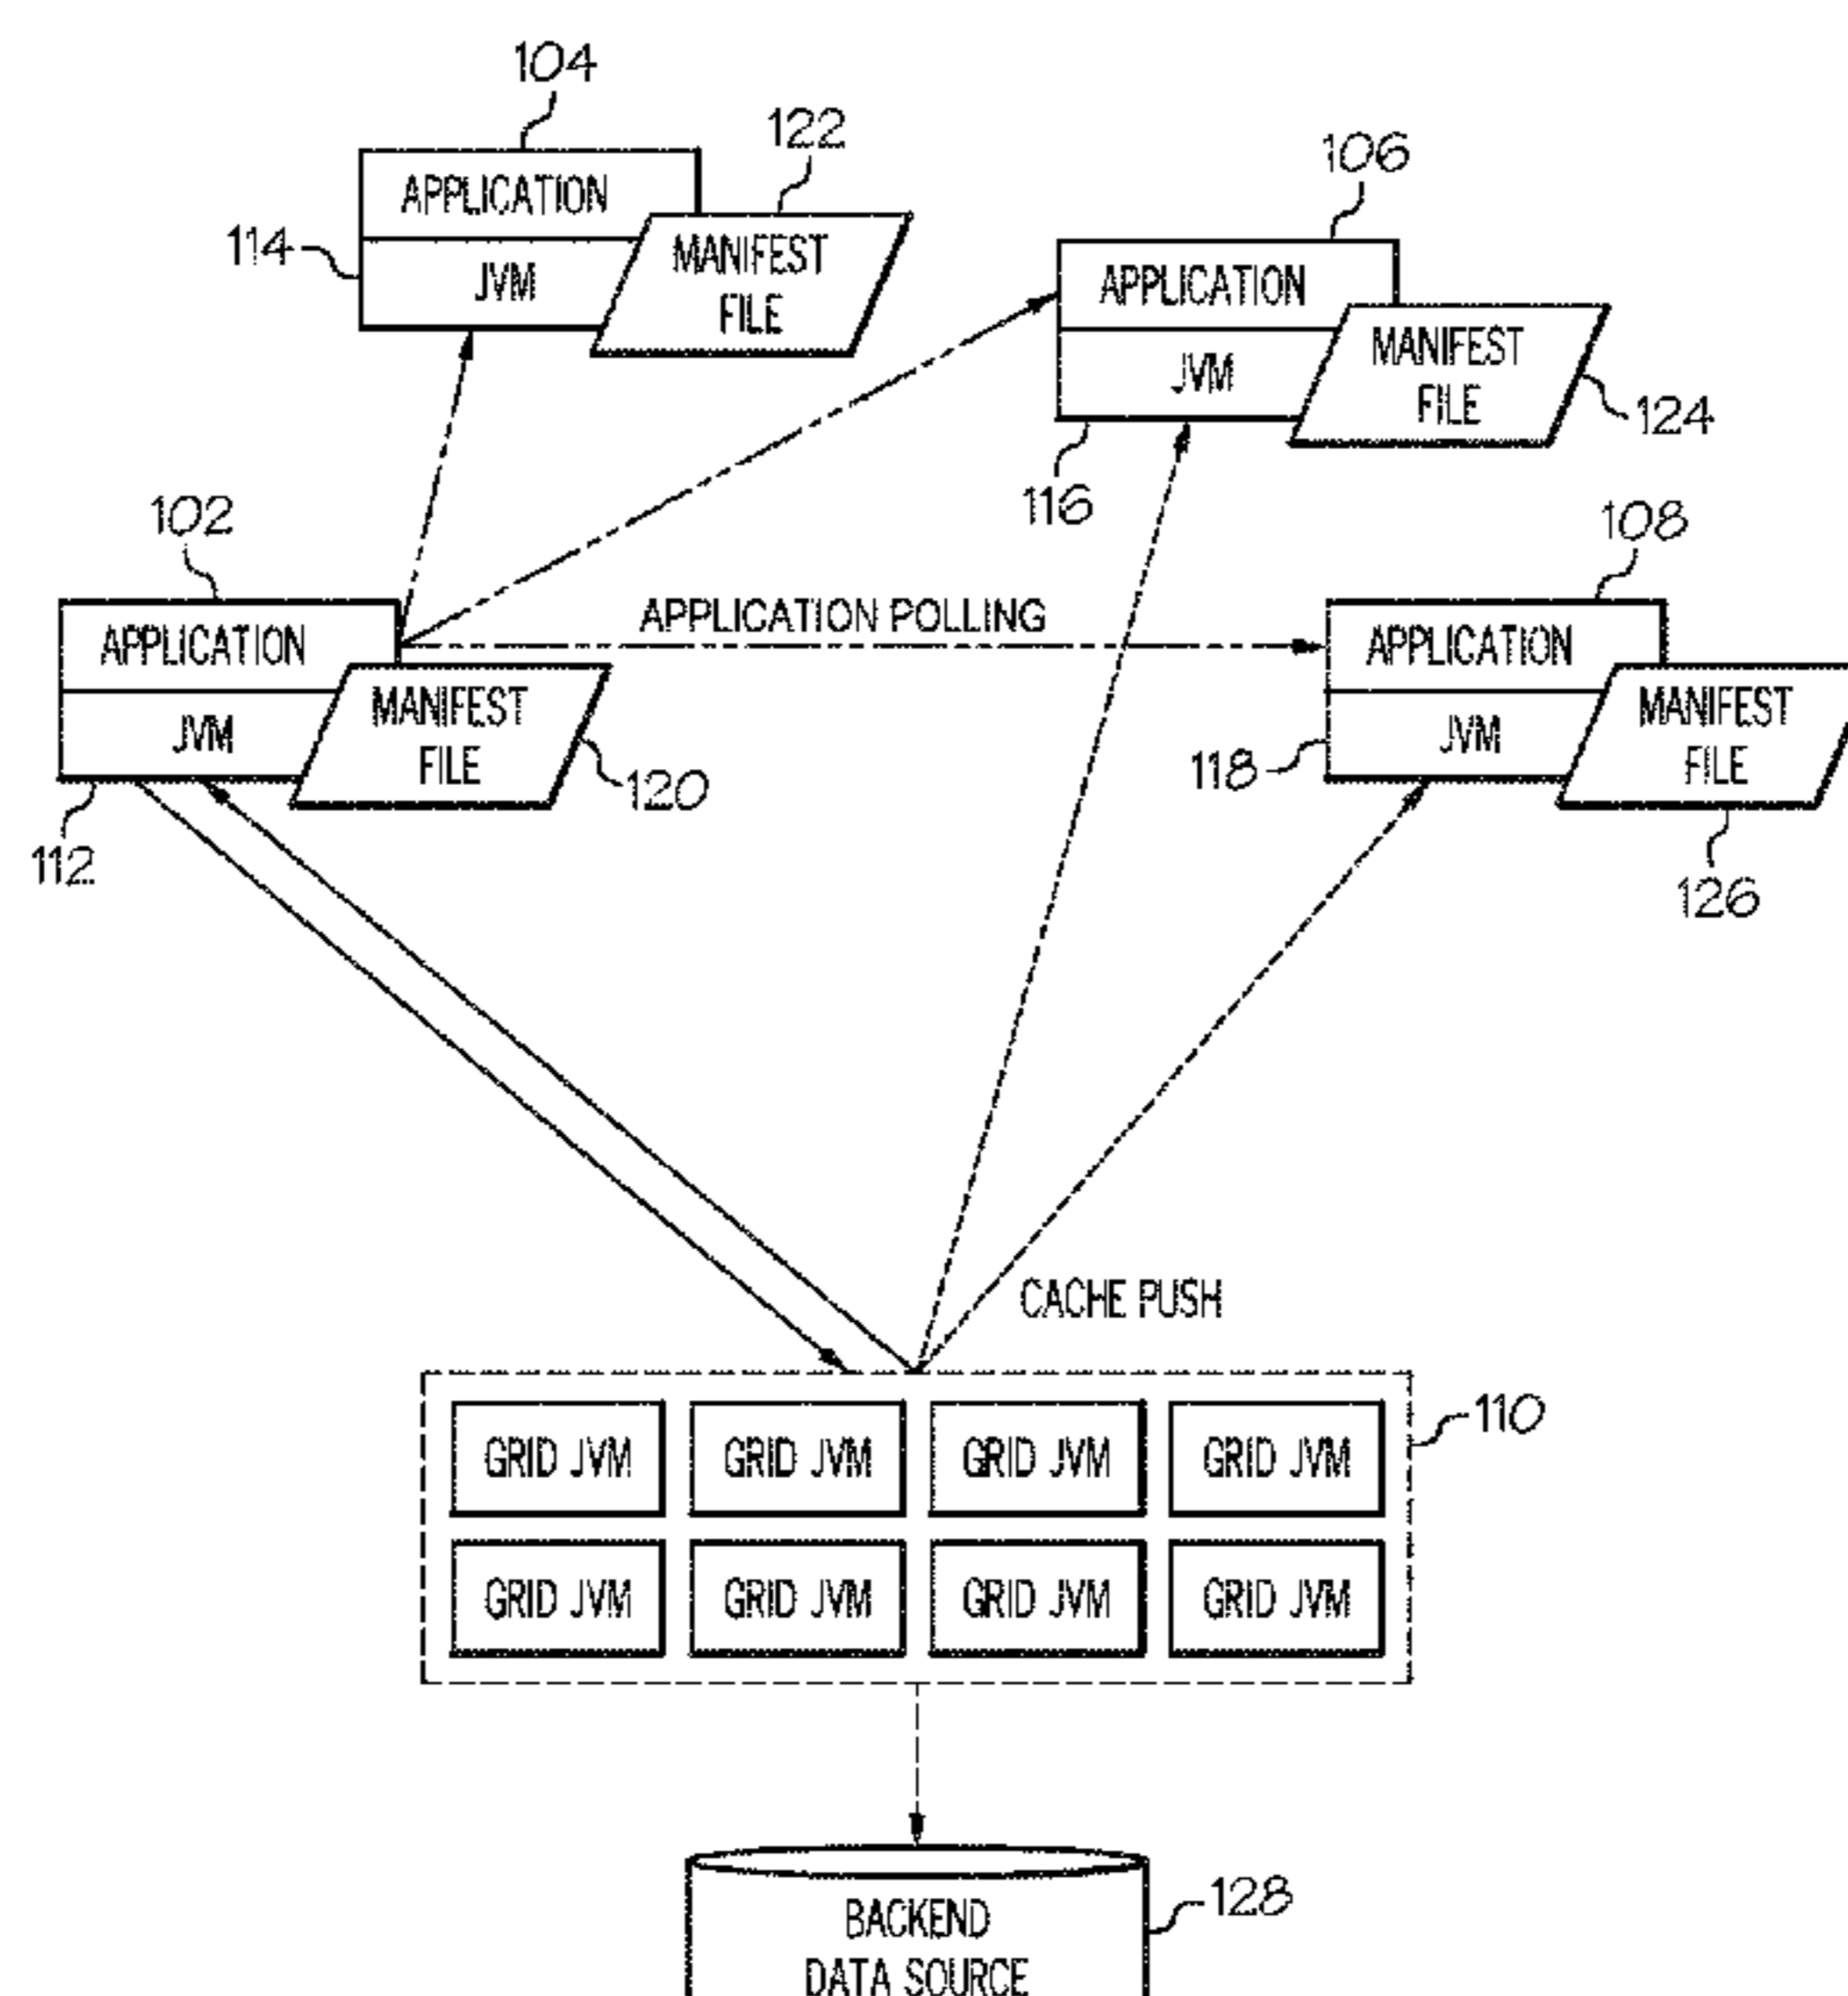 104
122
APPLICATION
114
JVM
MANIFEST
FILE
106
APPLICATION
JVM
MANIFEST
FILE
124
116
102
APPLICATION
JVM
MANIFEST
FILE
120
112
APPLICATION POLLING
108
APPLICATION
118
JVM
MANIFEST
FILE
126
CACHE PUSH
110
GRID JVM GRID JVM GRID JVM GRID JVM
GRID JVM GRID JVM GRID JVM GRID JVM
BACKEND
DATA SOURCE
128